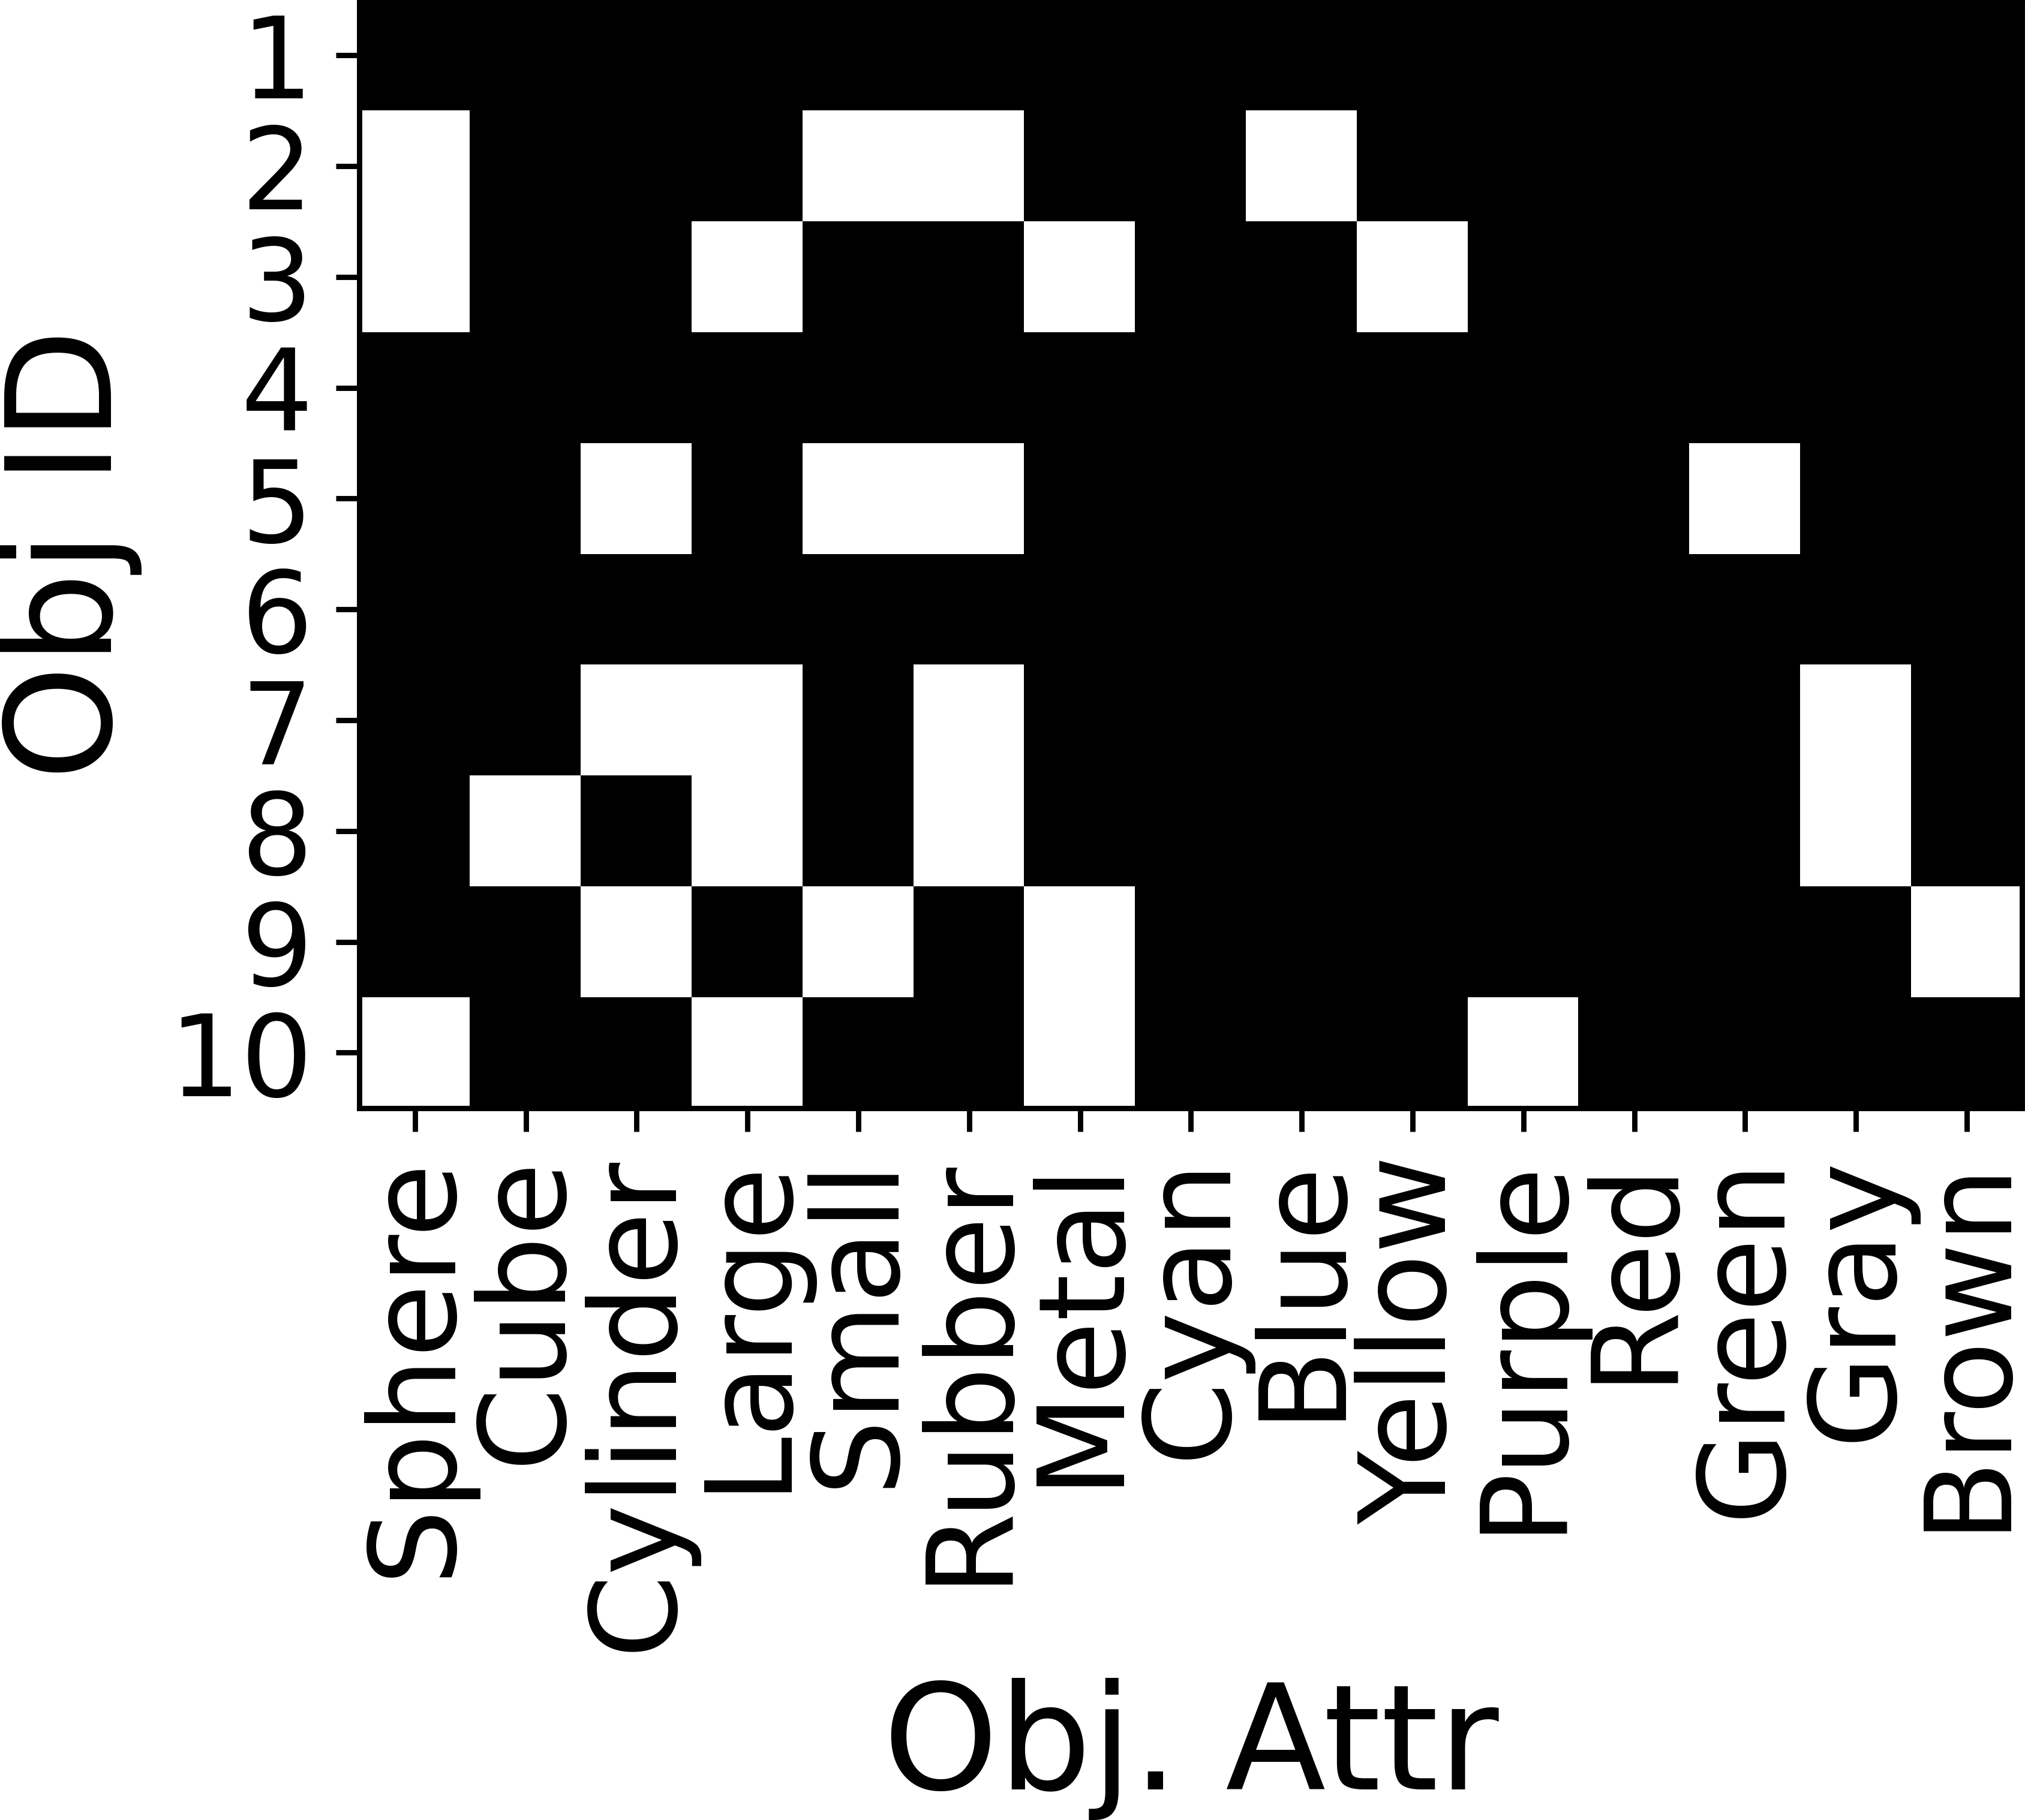 Obj ID
1
2
3
4
5
6
7
8
9
10
Sphere
Cube
Cylinder
Large
Small
Rubber
Metal
Cyan
Blue
Yellow
Purple
Red
Green
Gray
Brown
Obj. Attr